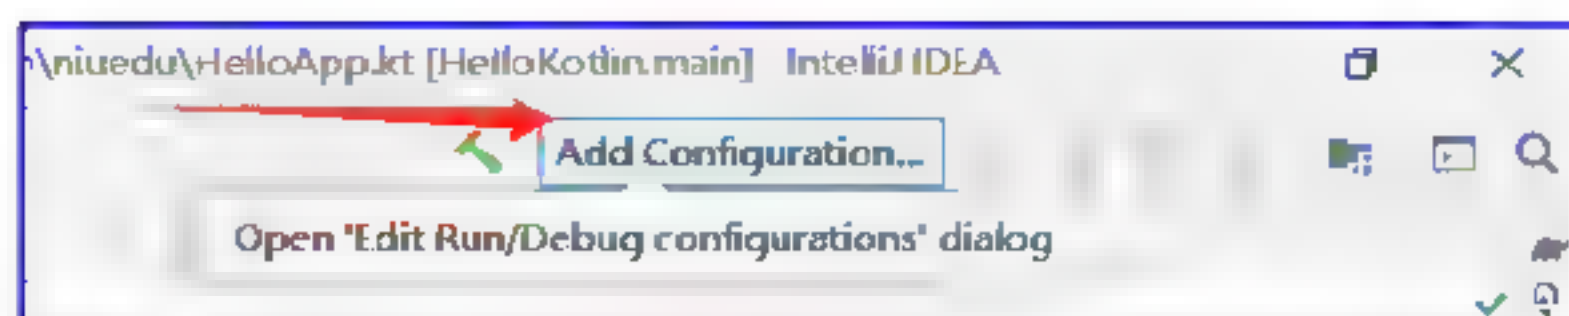 \niuedu\HelloApp.kt [HelloKotlin.main] IntelliJ IDEA
Add Configuration...
Open 'Edit Run/Debug configurations' dialog